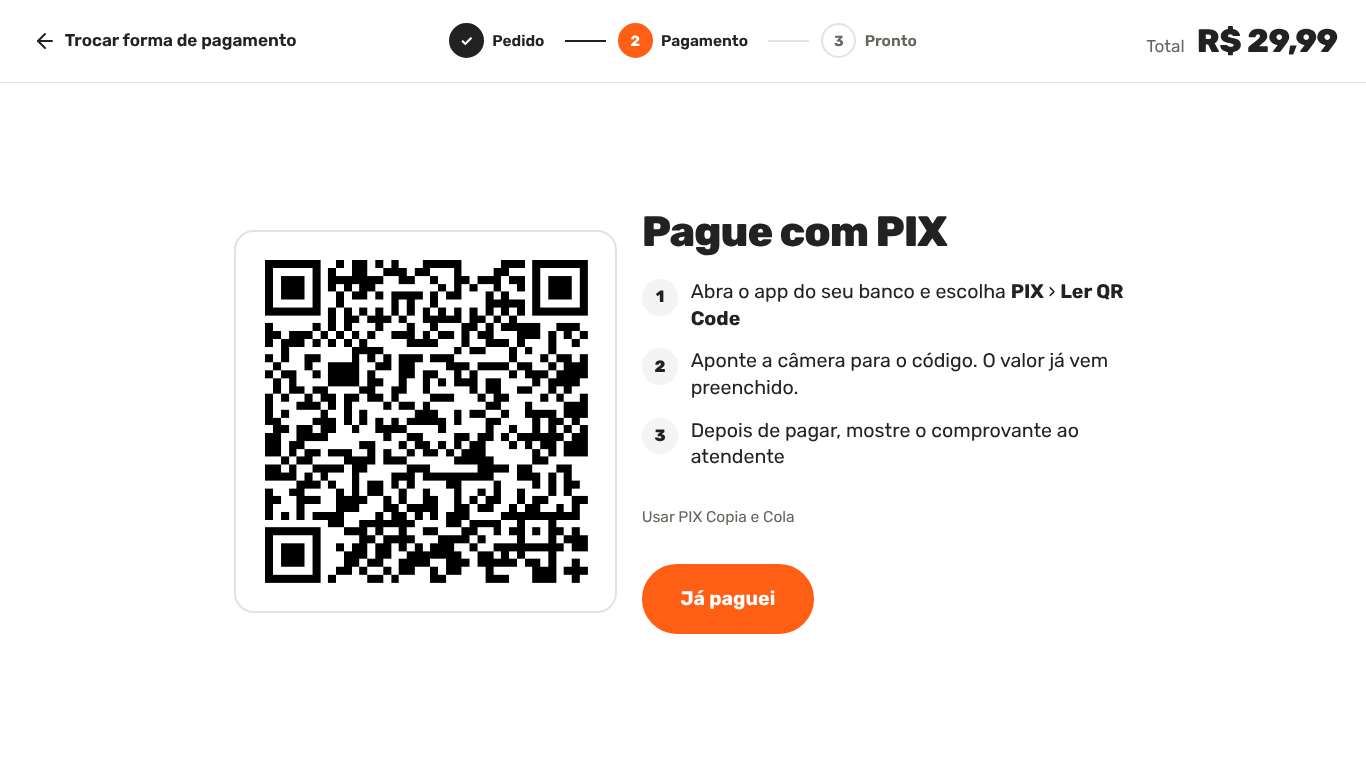 Trocar forma de pagamento
Pedido
2 Pagamento
3 Pronto
Total R$ 29,99
Pague com PIX
1 Abra o app do seu banco e escolha PIX › Ler QR
Code
2 Aponte a câmera para o código. O valor já vem
preenchido.
3 Depois de pagar, mostre o comprovante ao
atendente
Usar PIX Copia e Cola
Já paguei